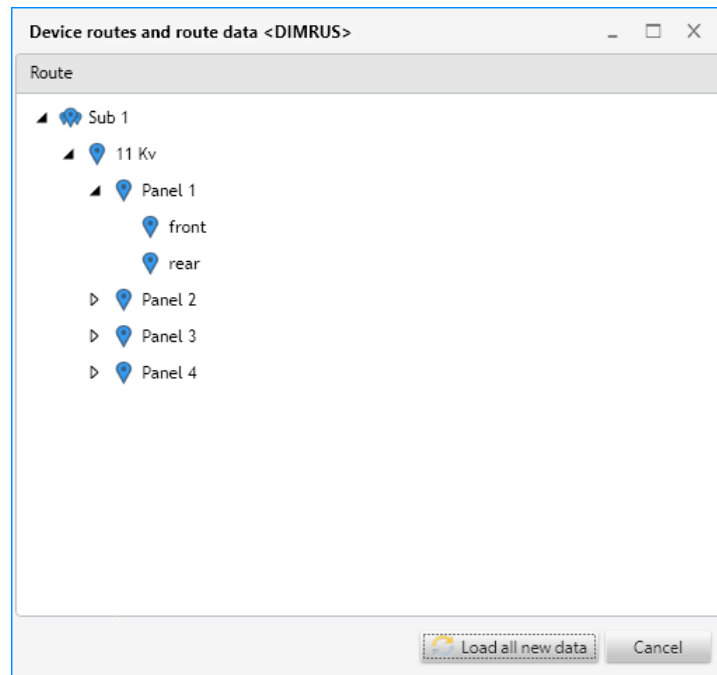 Device routes and route data <DIMRUS>
Route
Sub 1
11 Kv
Panel 1
front
rear
Panel 2
Panel 3
Panel 4
Load all new data
Cancel